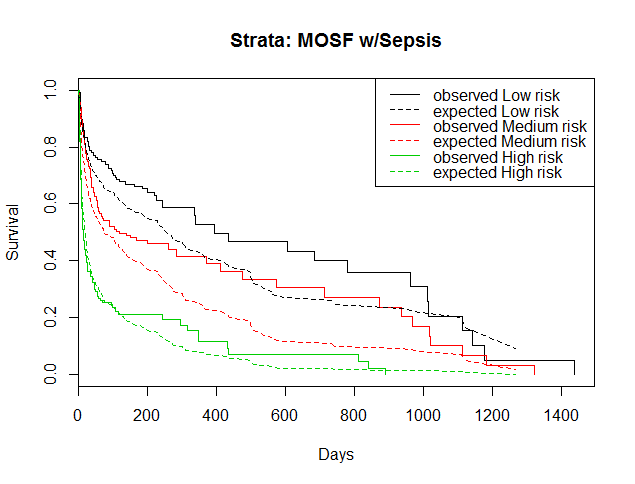 Strata: MOSF w/Sepsis
observed Low risk
expected Low risk
observed Medium risk
expected Medium risk
observed High risk
expected High risk
Survival
1.0
0.8
0.6
0.4
0.2
0.0
0 200 400 600 800 1000 1200 1400
Days